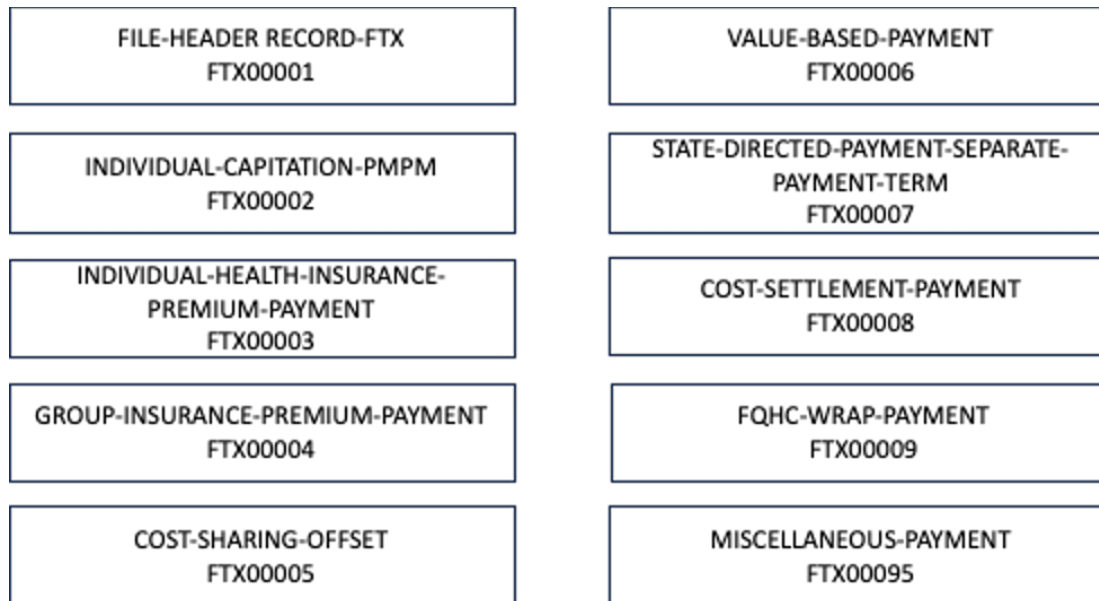 FILE-HEADER RECORD-FTX
FTX00001
INDIVIDUAL-CAPITATION-PMPM
FTX00002
INDIVIDUAL-HEALTH-INSURANCE-
PREMIUM-PAYMENT
FTX00003
GROUP-INSURANCE-PREMIUM-PAYMENT
FTX00004
COST-SHARING-OFFSET
FTX00005
VALUE-BASED-PAYMENT
FTX00006
STATE-DIRECTED-PAYMENT-SEPARATE-
PAYMENT-TERM
FTX00007
COST-SETTLEMENT-PAYMENT
FTX00008
FQHC-WRAP-PAYMENT
FTX00009
MISCELLANEOUS-PAYMENT
FTX00095